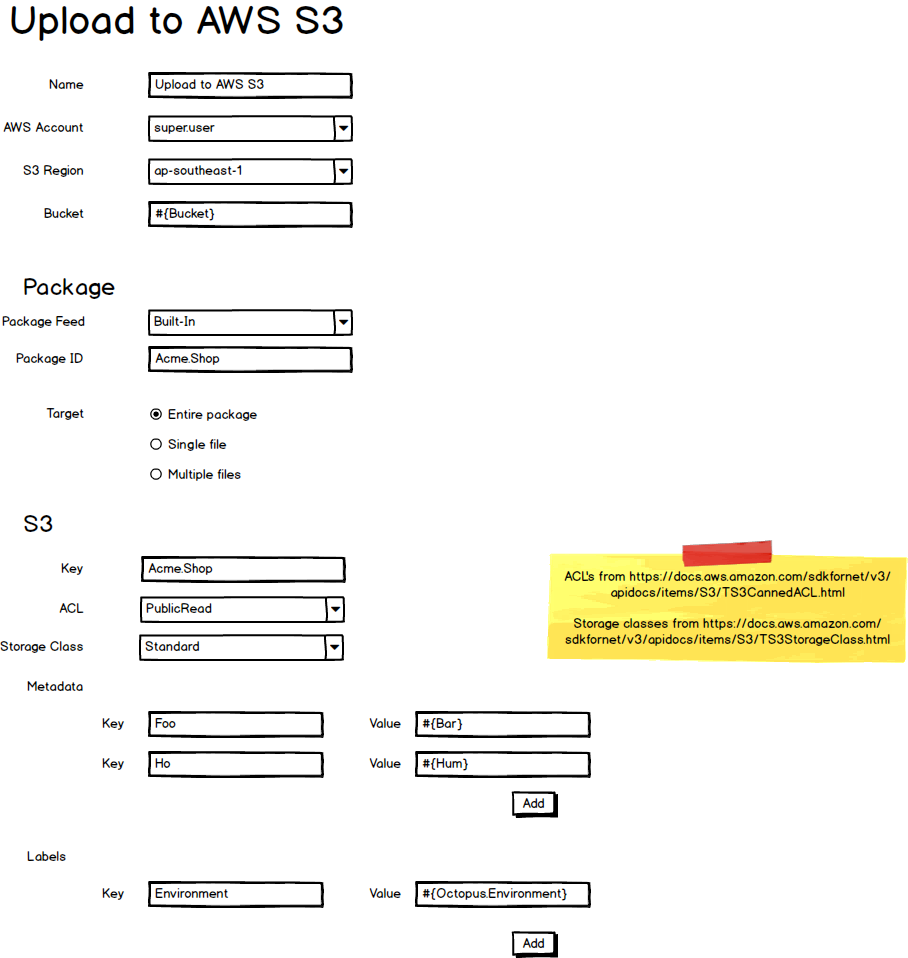 Upload to AWS S3
Name
Upload to AWS S3
AWS Account
super.user
S3 Region
ap-southeast-1
Bucket
#{Bucket}
Package
Package Feed
Built-In
Package ID
Acme.Shop
Target
Entire package
Single file
Multiple files
S3
Key
Acme.Shop
ACL
PublicRead
Storage Class
Standard
ACL's from https://docs.aws.amazon.com/sdkfornet/v3/
apidocs/items/S3/TS3CannedACL.html
Storage classes from https://docs.aws.amazon.com/
sdkfornet/v3/apidocs/items/S3/TS3StorageClass.html
Metadata
Key
Foo
Value
#{Bar}
Key
Ho
Value
#{Hum}
Add
Labels
Key
Environment
Value
#{Octopus.Environment}
Add